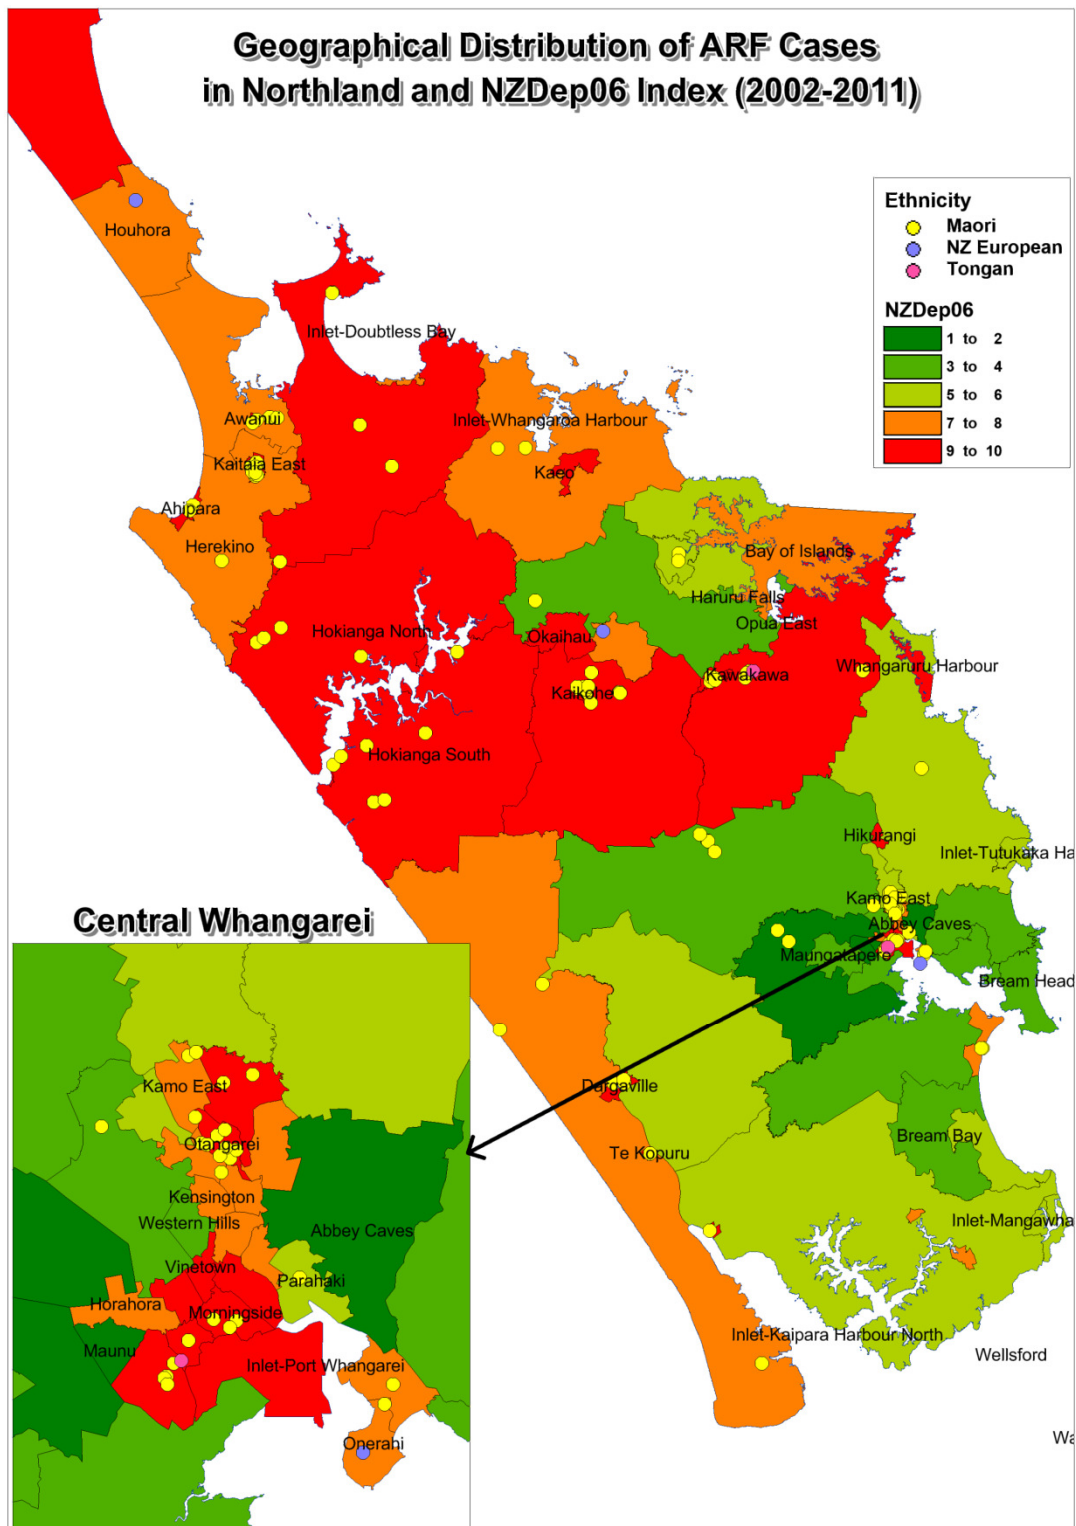 Geographical Distribution of ARF Cases
in Northland and NZDep06 Index (2002-2011)
Ethnicity
Maori
NZ European
Tongan
NZDep06
1 to 2
3 to 4
5 to 6
7 to 8
9 to 10
Houhora
Inlet-Doubtless Bay
Awanui
Inlet-Whangaroa Harbour
Kaitaia East
Kaeo
Ahipara
Herekino
Bay of Islands
Haruru Falls
Opua East
Hokianga North
Okaihau
Whangaruru Harbour
Kawakawa
Kaikohe
Hokianga South
Hikurangi
Inlet-Tutukaka Ha
Kamo East
Abbey Caves
Maungatapere
Bream Head
Dargaville
Te Kopuru
Bream Bay
Inlet-Mangawha
Inlet-Kaipara Harbour North
Wellsford
Wa
Central Whangarei
Kamo East
Otangarei
Kensington
Western Hills
Abbey Caves
Vinetown
Parahaki
Horahora
Morningside
Maunu
Inlet-Port Whangarei
Onerahi